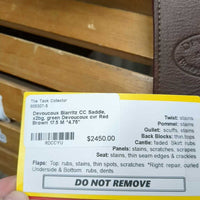 The Tack Collector
Devoucoux Biarritz CC Saddle,
s2bg, green Devoucoux cvr Red
Brown 17.5 M *4.75"
$2450.00
Twist: stains
Pommel: stains
Gullet: scuffs, stains
Back Blocks: thin, tops
Cantle: faded. Skirt: rubs
Panels: stains, scratches, scrapes
Seat: stains, thin seam edges & crackles
Flaps: Top: rubs, stains, thin spots, scratches *Right: repair, curled
Underside & Bottom: rubs, dents
DO NOT REMOVE